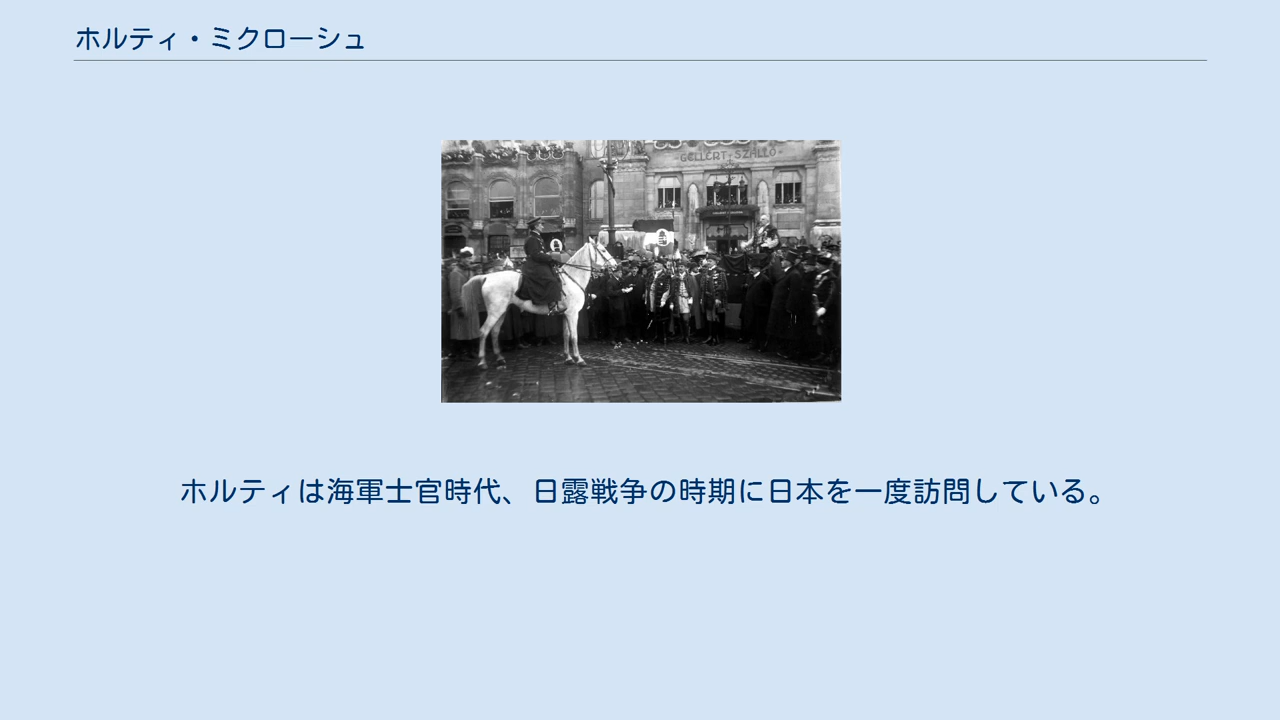 ホルティ・ミクローシュ
GELLÉRT SZÁLLÓ
ホルティは海軍士官時代、日露戦争の時期に日本を一度訪問している。